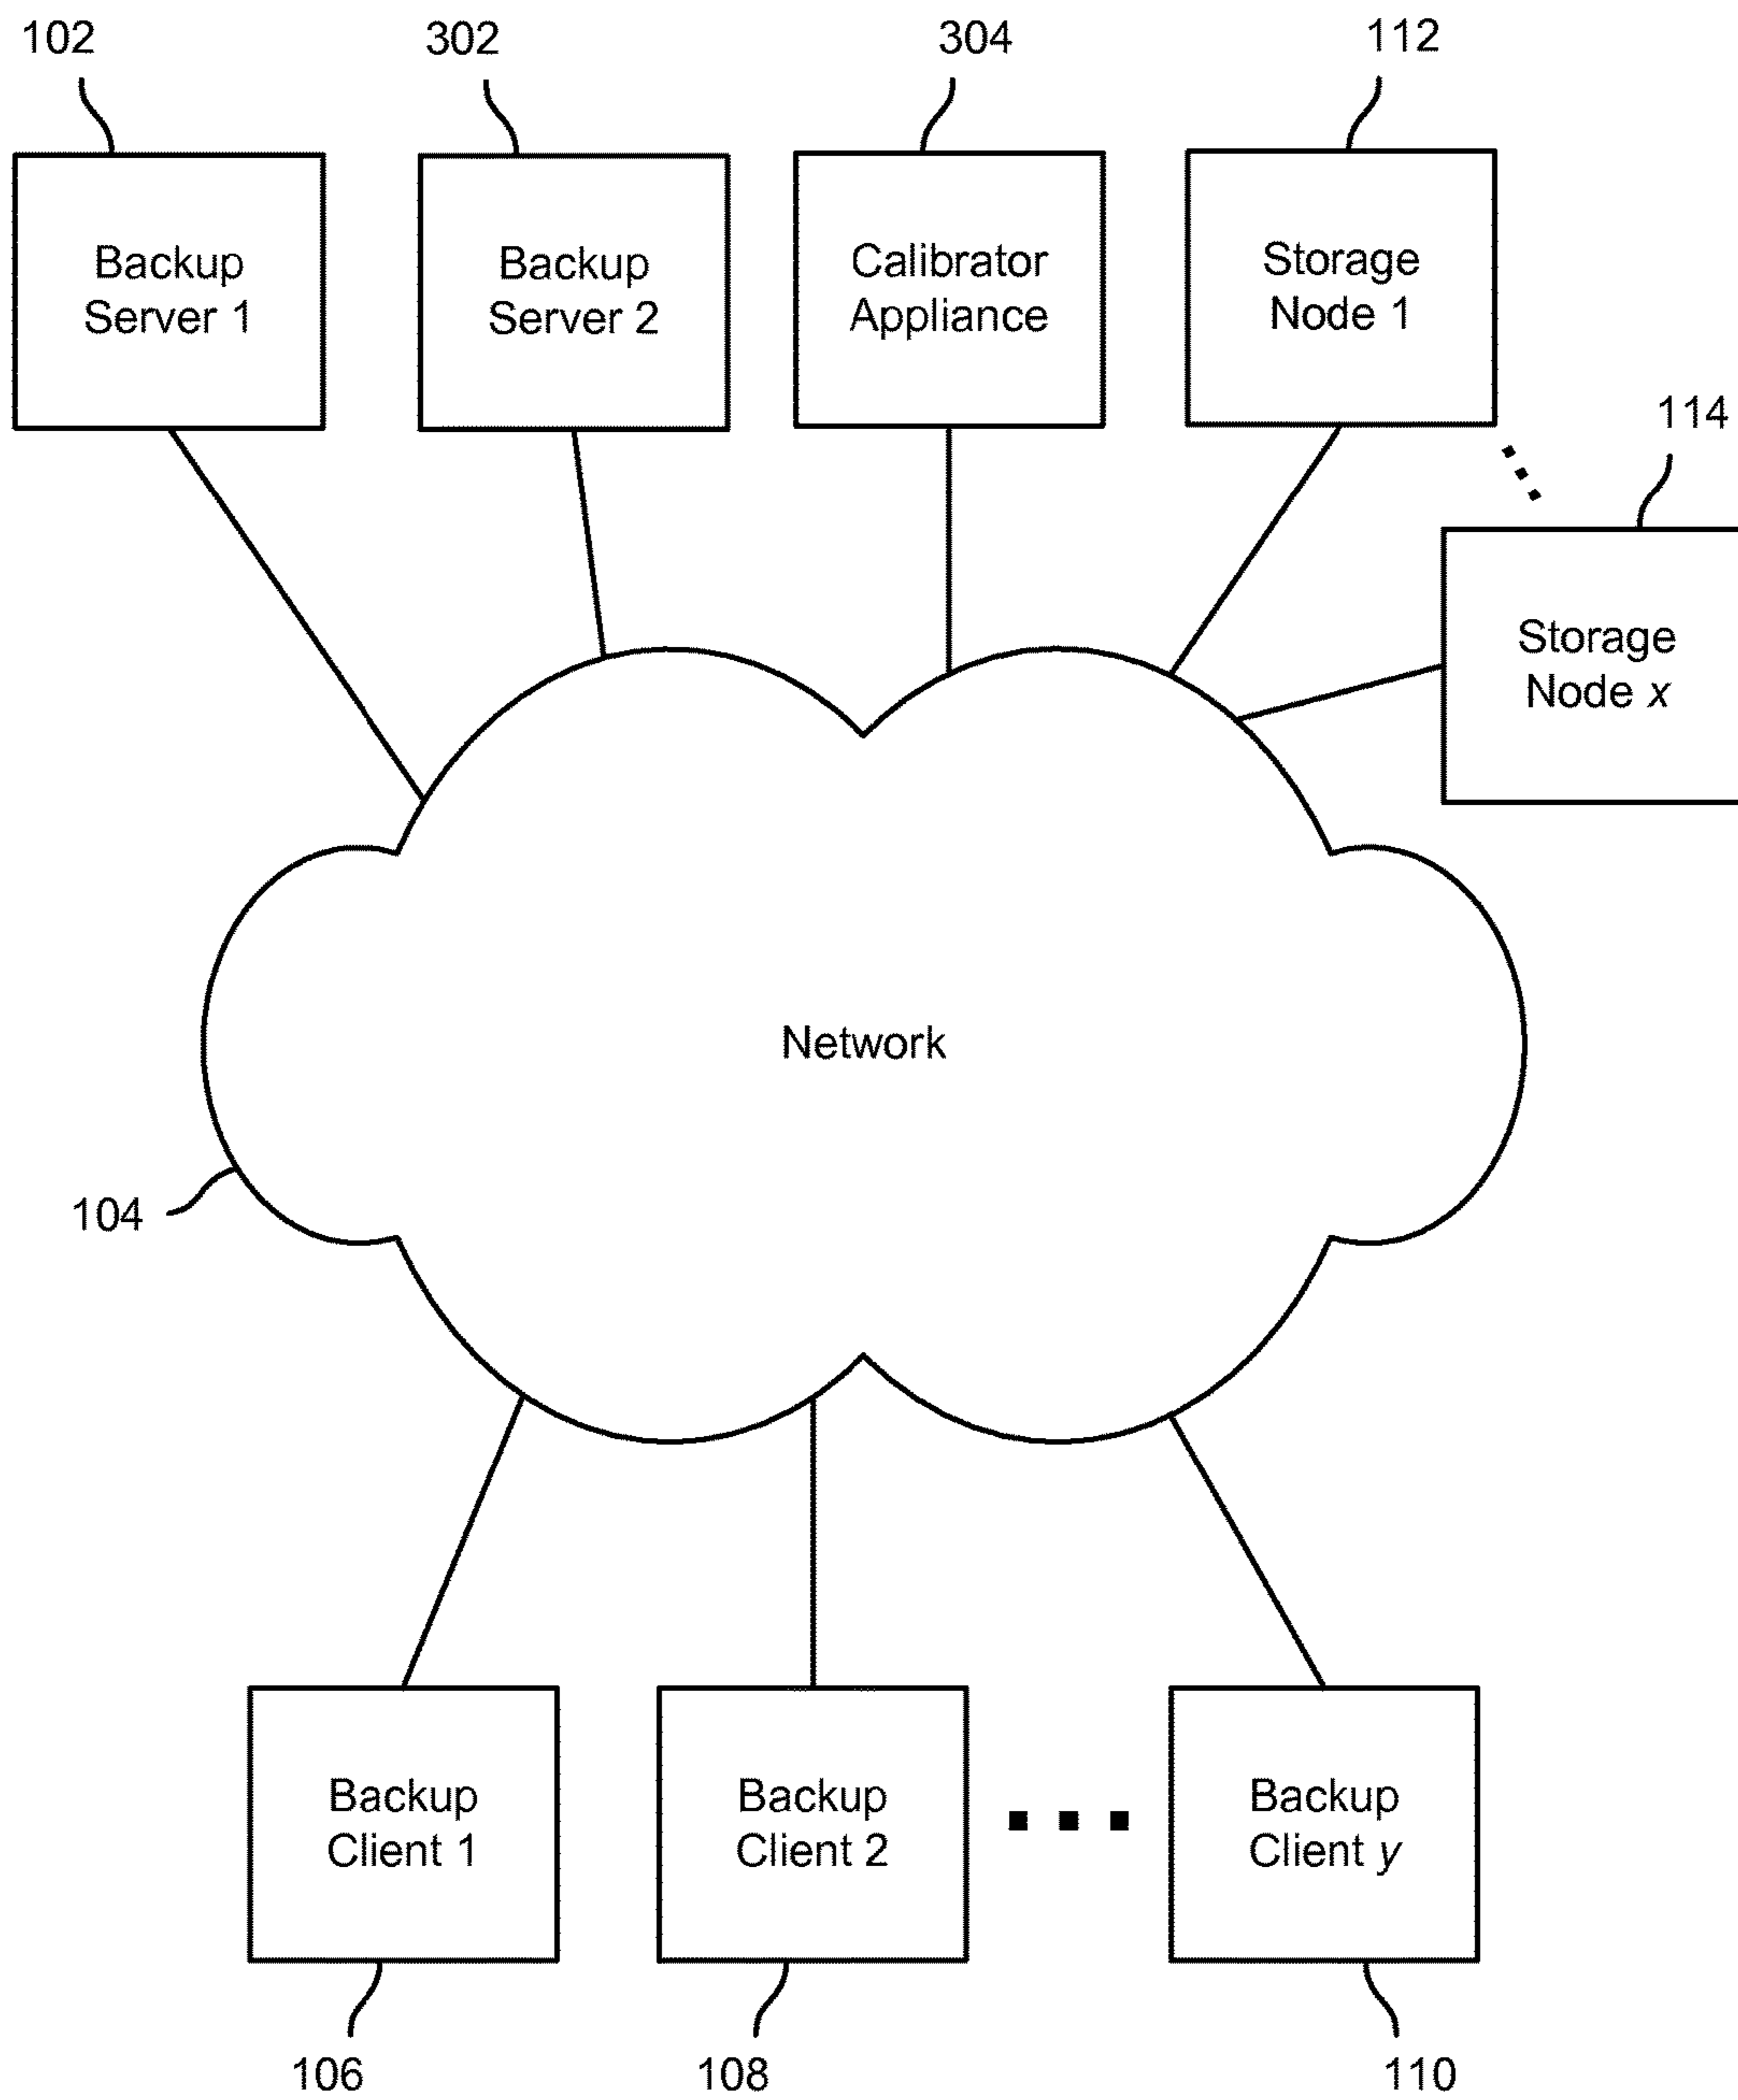 102
302
304
112
Backup
Server 1
Backup
Server 2
Calibrator
Appliance
Storage
Node 1
114
Storage
Node x
Network
104
Backup
Client 1
Backup
Client 2
Backup
Client y
106
108
110